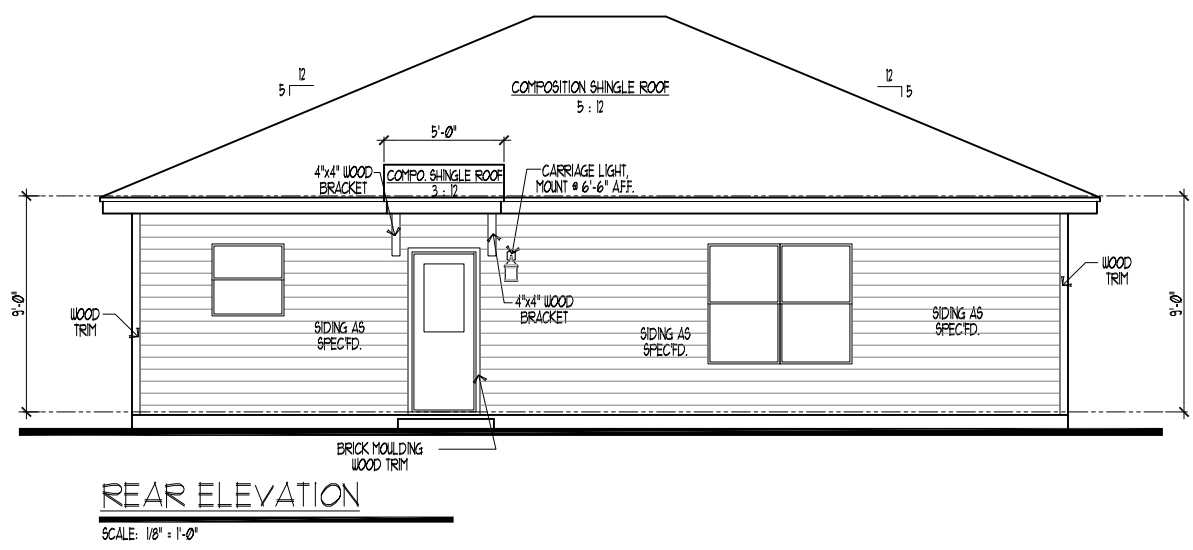 12
5
COMPOSITION SHINGLE ROOF
5 : 12
12
5
5'-0"
4"x4" WOOD
BRACKET
COMPO. SHINGLE ROOF
3 : 12
CARRIAGE LIGHT,
MOUNT @ 6'-6" A.F.F.
9'-0"
WOOD
TRIM
SIDING AS
SPEC'FD.
4"x4" WOOD
BRACKET
SIDING AS
SPEC'FD.
SIDING AS
SPEC'FD.
WOOD
TRIM
9'-0"
BRICK MOULDING
WOOD TRIM
REAR ELEVATION
SCALE: 1/8" = 1'-0"